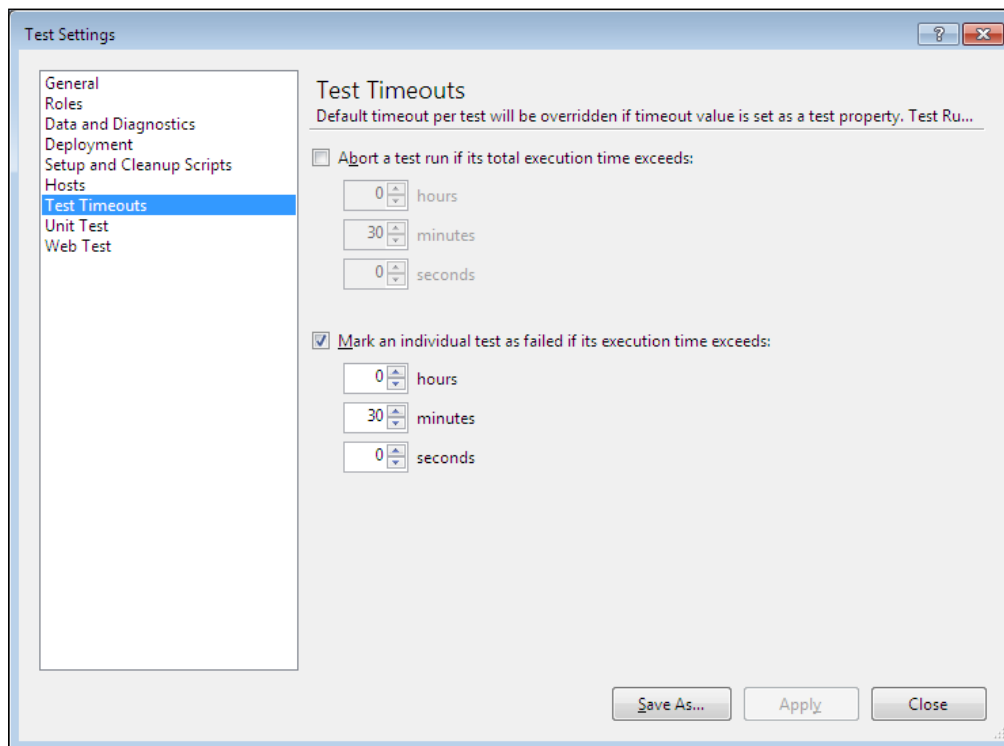 Test Settings
General
Roles
Data and Diagnostics
Deployment
Setup and Cleanup Scripts
Hosts
Test Timeouts
Unit Test
Web Test
Test Timeouts
Default timeout per test will be overridden if timeout value is set as a test property. Test Ru...
Abort a test run if its total execution time exceeds:
0 hours
30 minutes
0 seconds
Mark an individual test as failed if its execution time exceeds:
0 hours
30 minutes
0 seconds
Save As... Apply Close